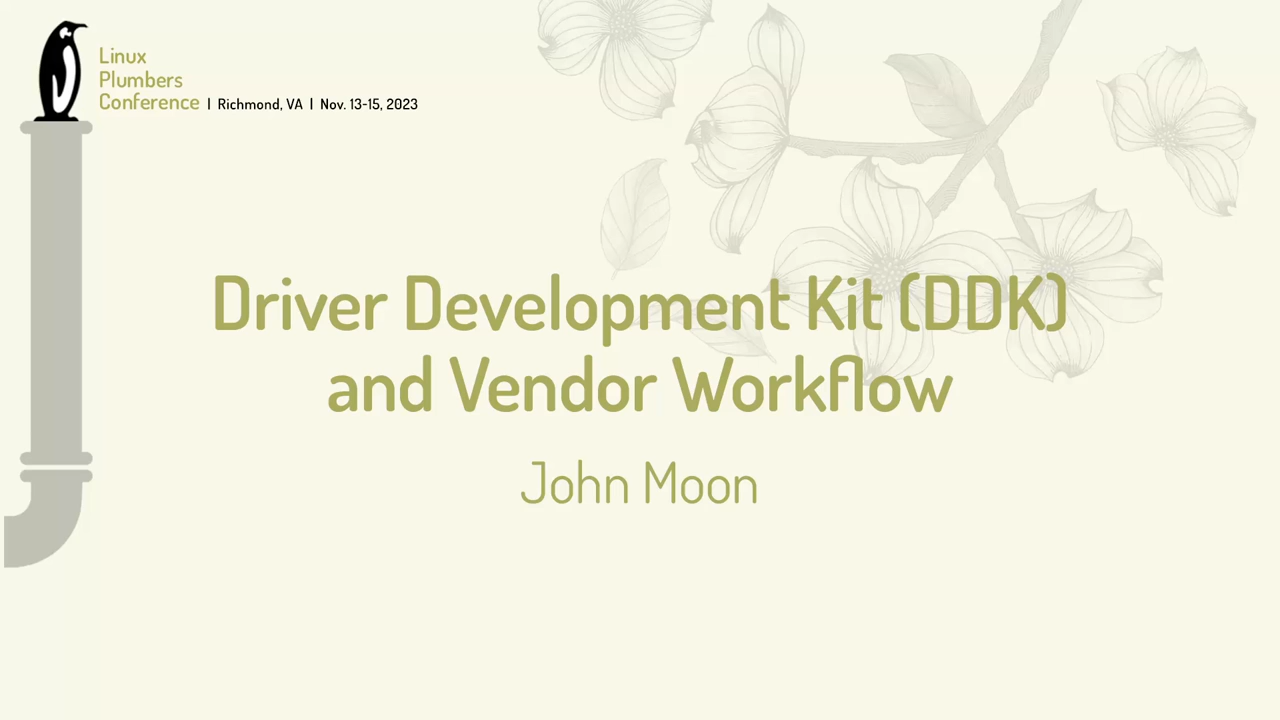 Linux
Plumbers
Conference | Richmond, VA | Nov. 13-15, 2023
Driver Development Kit (DDK)
and Vendor Workflow
John Moon